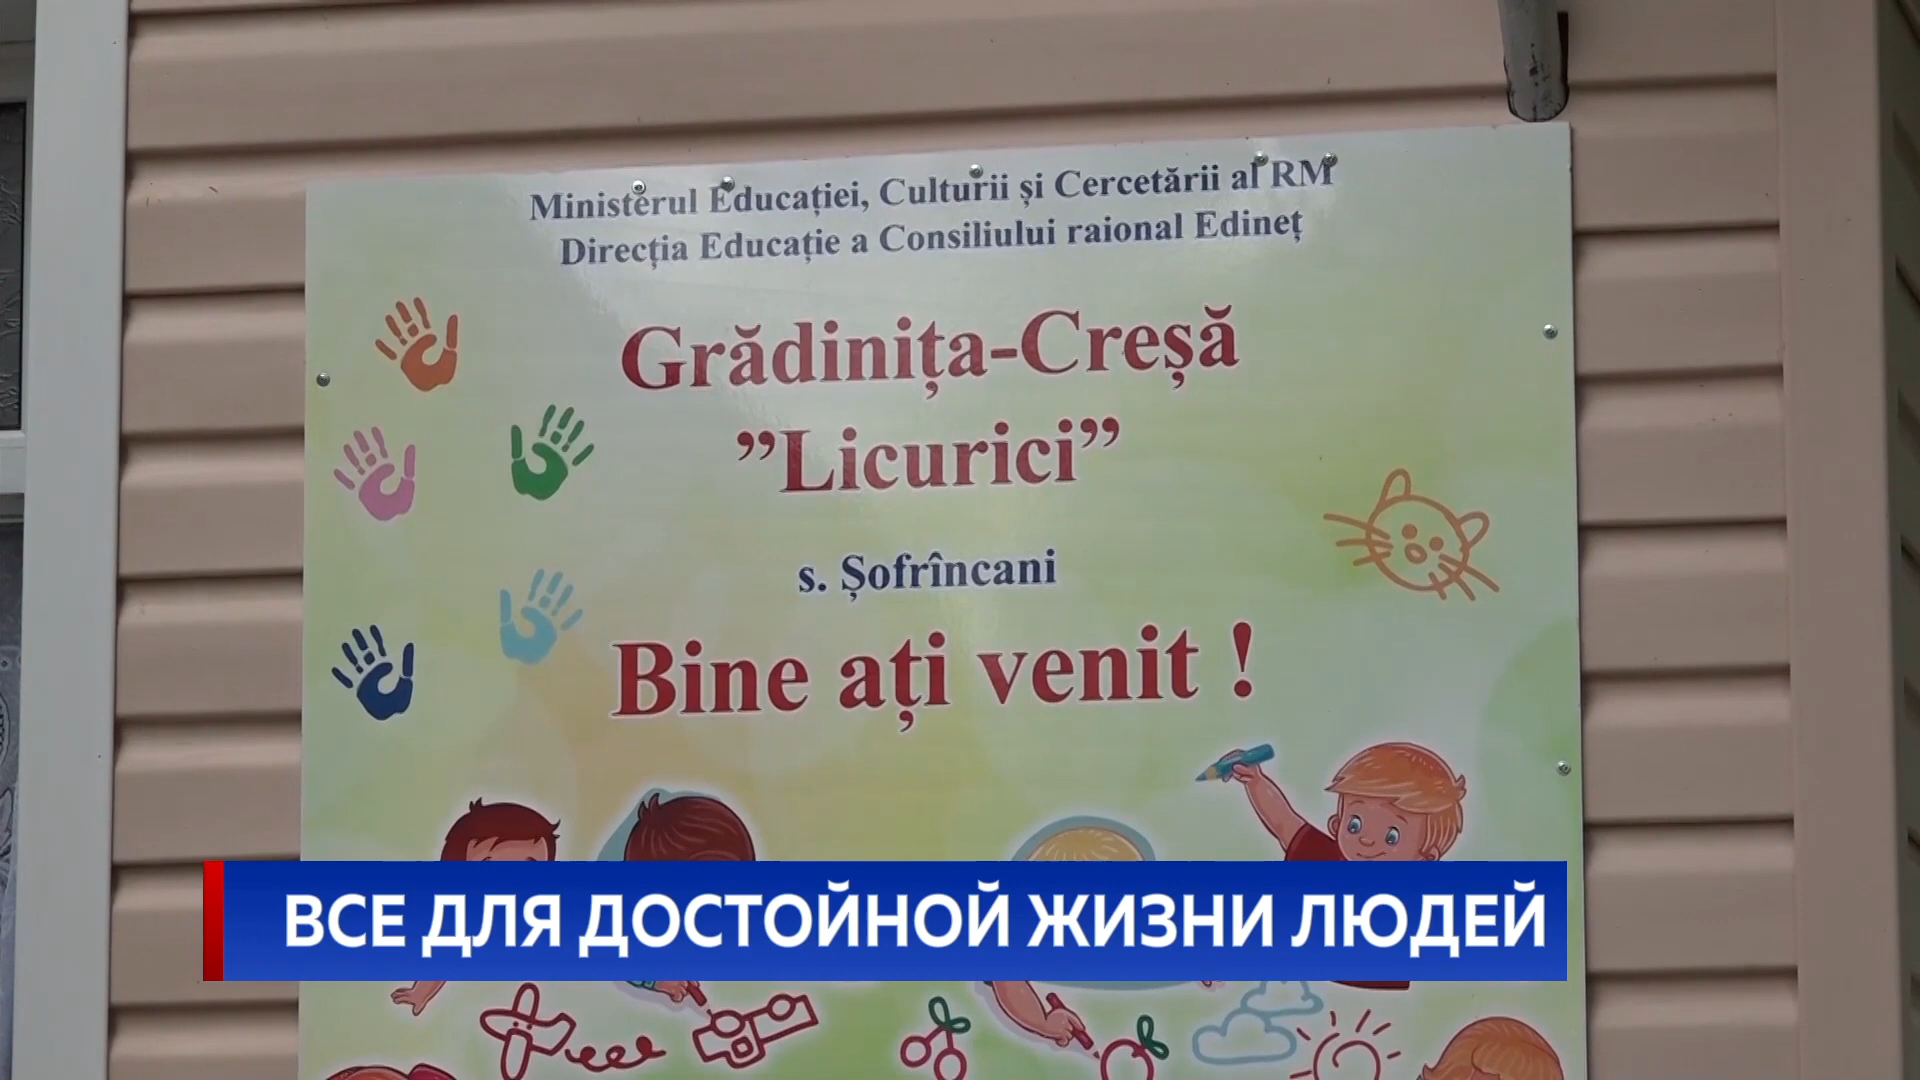 Ministerul Educației, Culturii și Cercetării al RM
Direcția Educație a Consiliului raional Edineț
Grădinița-Creșă
”Licurici”
s. Șofrîncani
Bine ați venit !
ВСЕ ДЛЯ ДОСТОЙНОЙ ЖИЗНИ ЛЮДЕЙ